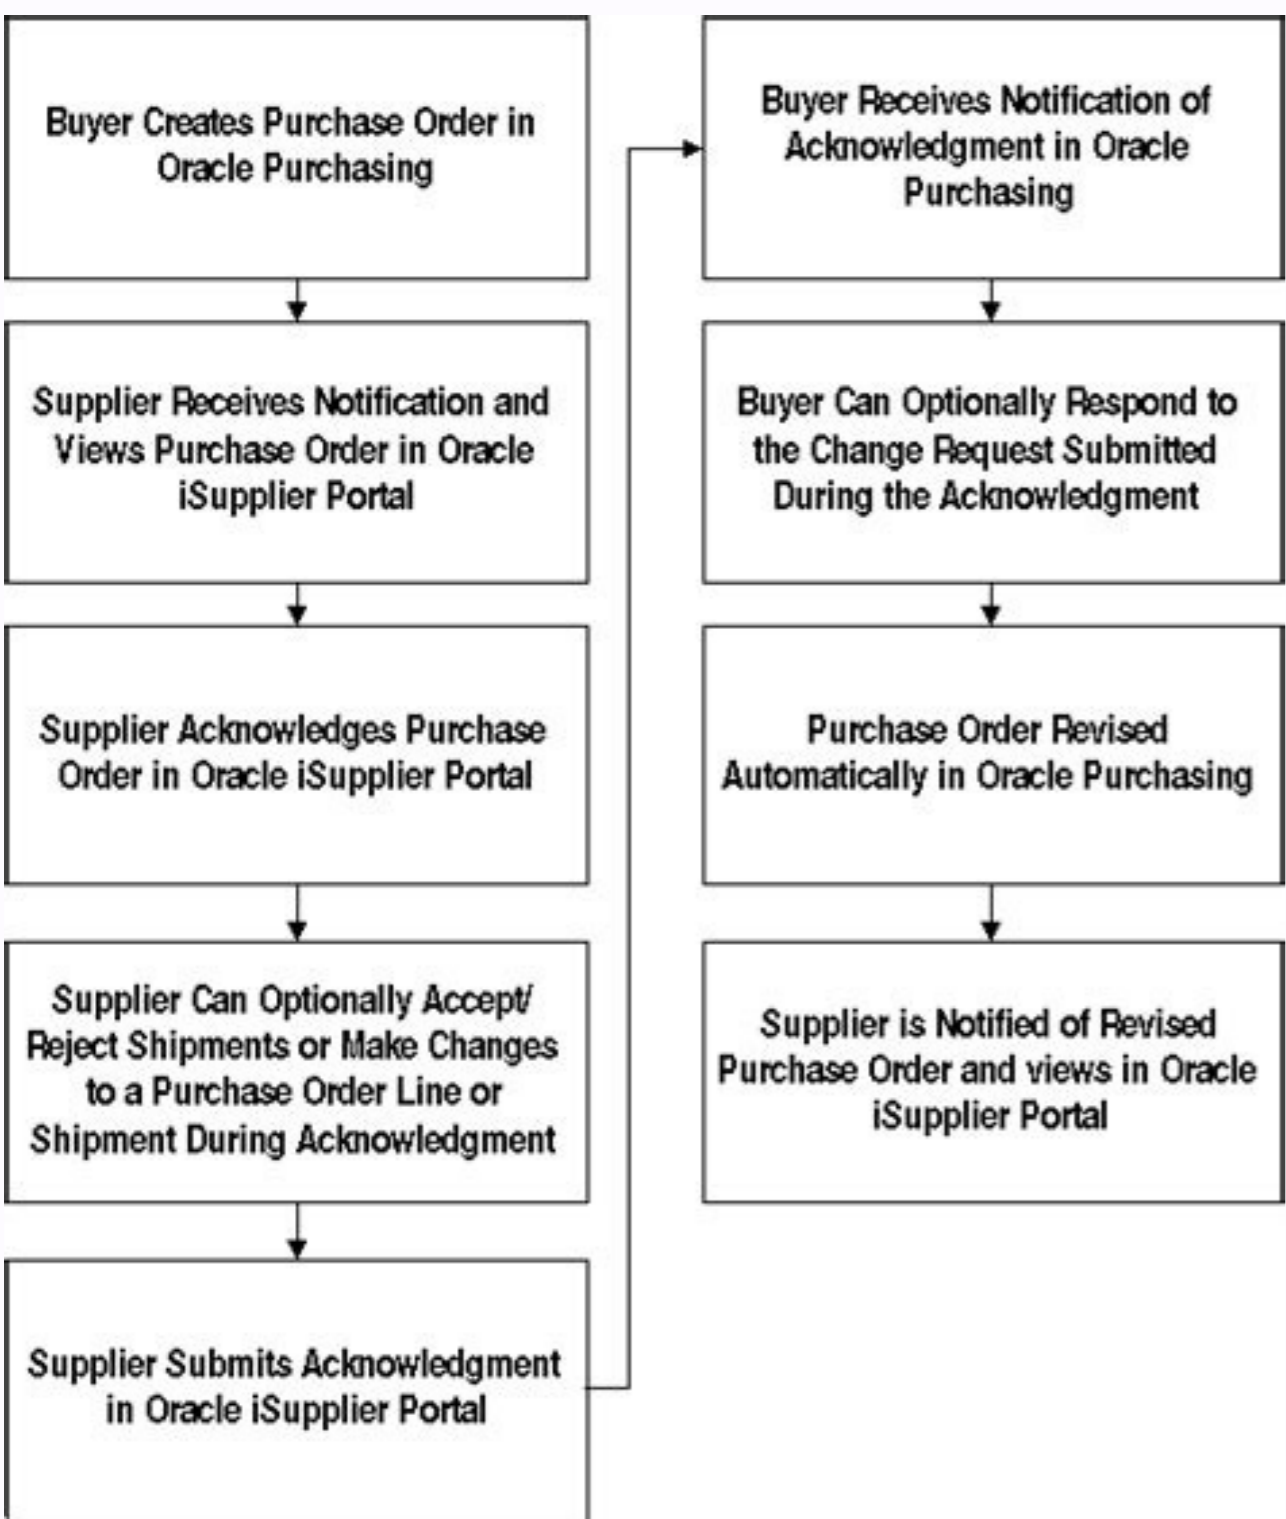 Buyer Creates Purchase Order in
Oracle Purchasing
Supplier Receives Notification and
Views Purchase Order in Oracle
iSupplier Portal
Supplier Acknowledges Purchase
Order in Oracle iSupplier Portal
Supplier Can Optionally Accept/
Reject Shipments or Make Changes
to a Purchase Order Line or
Shipment During Acknowledgment
Supplier Submits Acknowledgment
in Oracle iSupplier Portal
Buyer Receives Notification of
Acknowledgment in Oracle
Purchasing
Buyer Can Optionally Respond to
the Change Request Submitted
During the Acknowledgment
Purchase Order Revised
Automatically in Oracle Purchasing
Supplier is Notified of Revised
Purchase Order and views in Oracle
iSupplier Portal